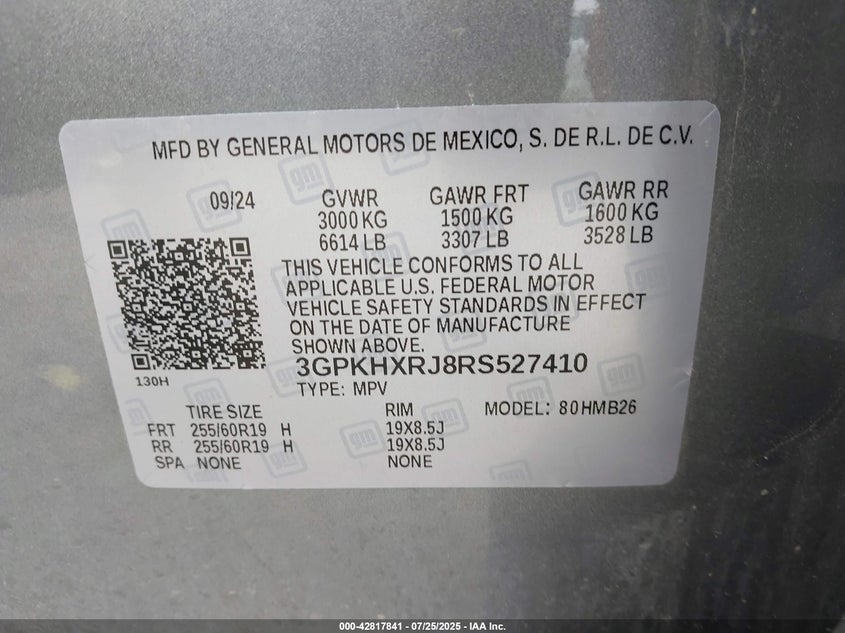 MFD BY GENERAL MOTORS DE MEXICO, S. DE R.L. DE C.V.
09/24 GVWR GAWR FRT GAWR RR
3000 KG 1500 KG 1600 KG
6614 LB 3307 LB 3528 LB
THIS VEHICLE CONFORMS TO ALL
APPLICABLE U.S. FEDERAL MOTOR
VEHICLE SAFETY STANDARDS IN EFFECT
ON THE DATE OF MANUFACTURE
SHOWN ABOVE.
3GPKHXRJ8RS527410
130H
TYPE: MPV
TIRE SIZE RIM MODEL: 80HMB26
FRT 255/60R19 H 19X8.5J
RR 255/60R19 H 19X8.5J
SPA NONE NONE
000-42817841 / 07/25/2025 - IAA Inc.